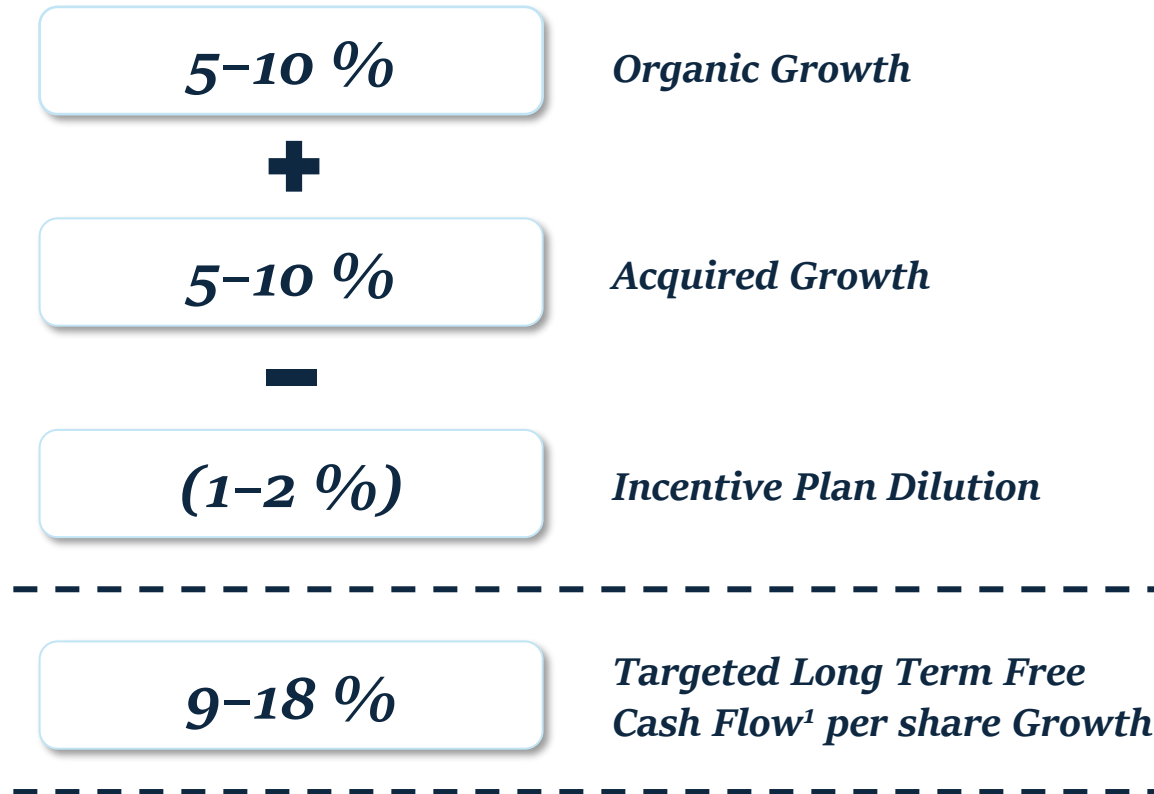 5–10 %
Organic Growth
+
5–10 %
Acquired Growth
–
(1–2 %)
Incentive Plan Dilution
9–18 %
Targeted Long Term Free
Cash Flow¹ per share Growth